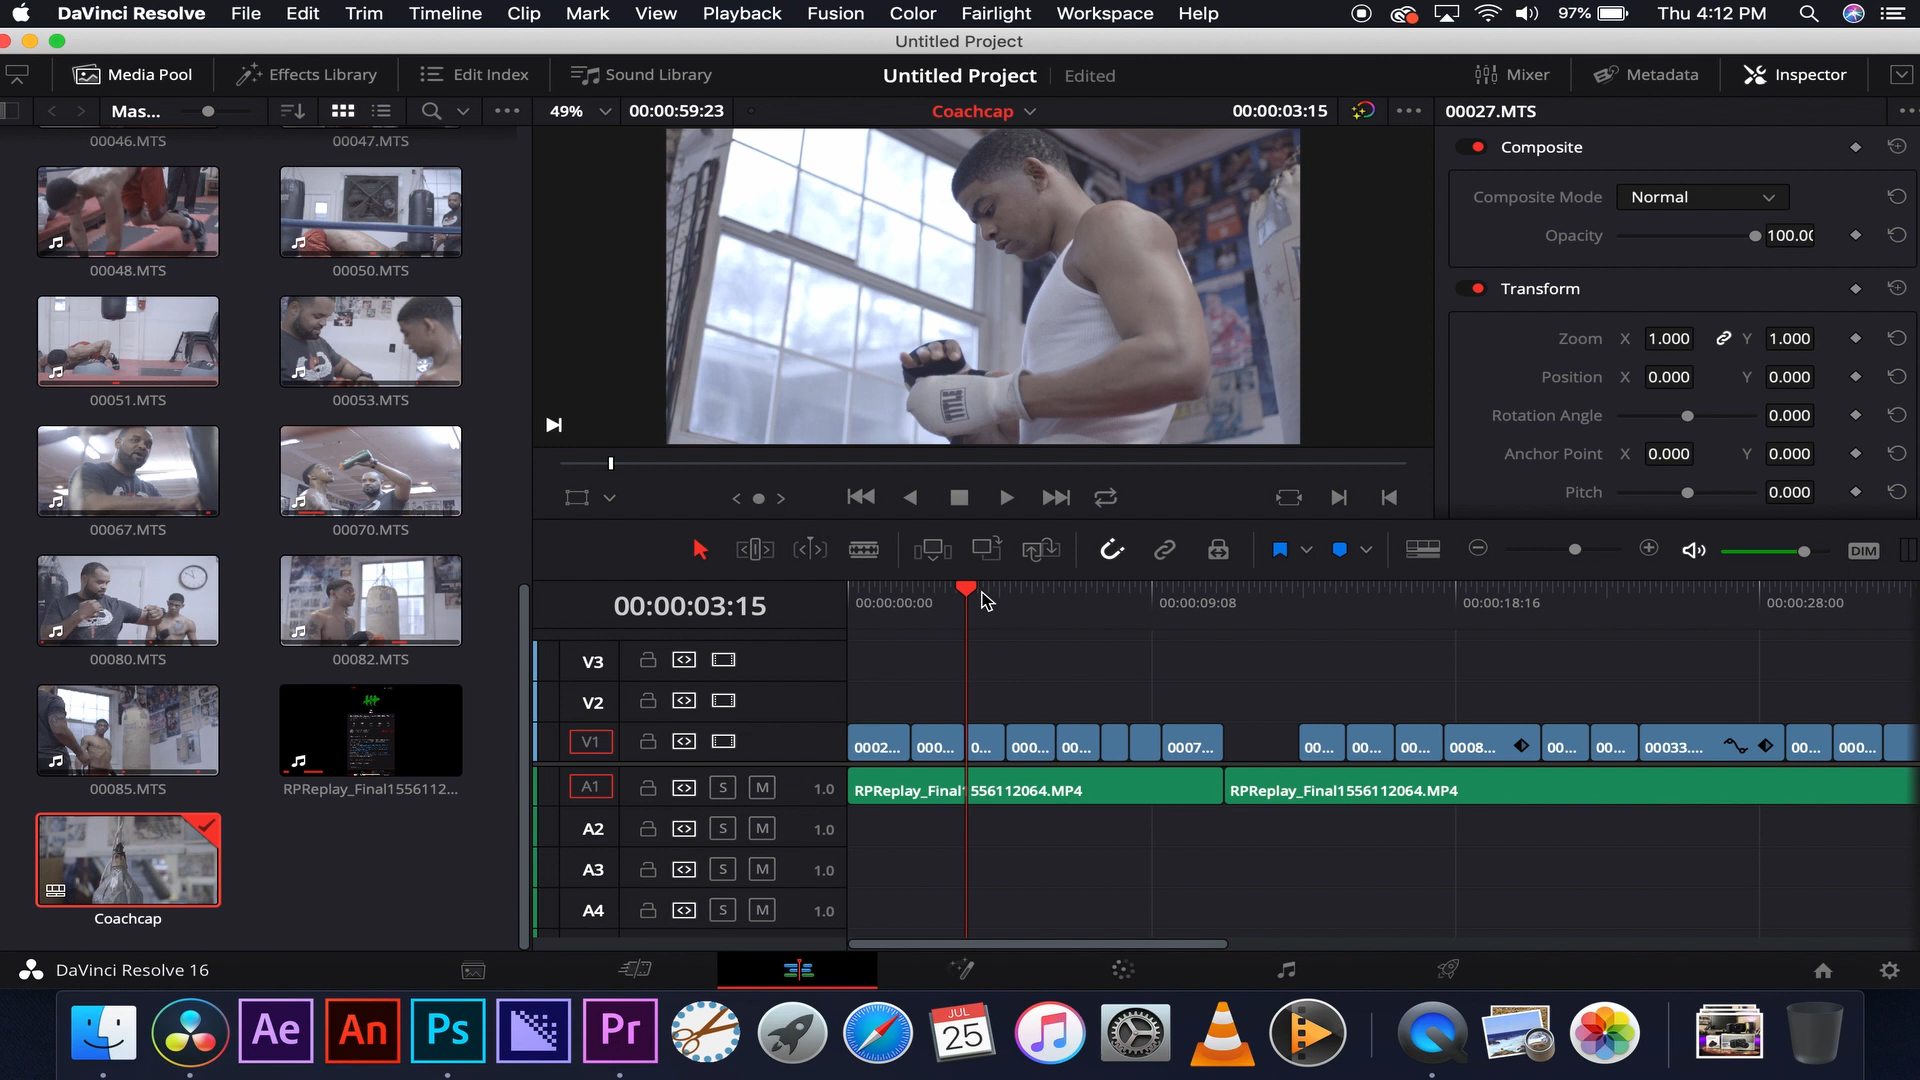 DaVinci Resolve File Edit Trim Timeline Clip Mark View Playback Fusion Color Fairlight Workspace Help 97% Thu 4:12 PM
Untitled Project
Media Pool Effects Library Edit Index Sound Library Untitled Project Edited Mixer Metadata Inspector
Mas... 49% 00:00:59:23 Coachcap 00:00:03:15 00027.MTS
00046.MTS 00047.MTS
Composite
Composite Mode Normal
Opacity 100.00
00048.MTS 00050.MTS
Transform
Zoom X 1.000 Y 1.000
Position X 0.000 Y 0.000
00051.MTS 00053.MTS
TITLE
Rotation Angle 0.000
Anchor Point X 0.000 Y 0.000
Pitch 0.000
00067.MTS 00070.MTS
DIM
00:00:03:15 00:00:00:00 00:00:09:08 00:00:18:16 00:00:28:00
00080.MTS 00082.MTS
V3
V2
V1 0002... 000... 0... 000... 00... 0007... 00... 00... 00... 0008... 00... 00... 00033.... 00... 000...
00085.MTS RPReplay_Final1556112...
A1 S M 1.0 RPReplay_Final1556112064.MP4 RPReplay_Final1556112064.MP4
A2 S M 1.0
A3 S M 1.0
A4 S M 1.0
Coachcap
DaVinci Resolve 16
Ae An Ps Pr JUL 25